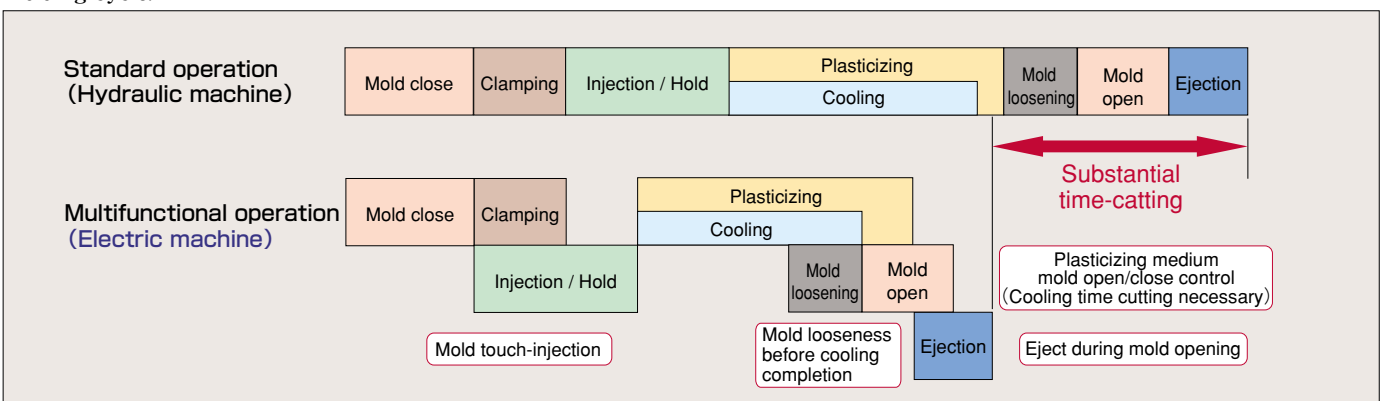 Standard operation
(Hydraulic machine)
Mold close
Clamping
Injection / Hold
Plasticizing
Cooling
Mold
loosening
Mold
open
Ejection
Substantial
time-catting
Multifunctional operation
(Electric machine)
Mold close
Clamping
Injection / Hold
Plasticizing
Cooling
Mold
loosening
Mold
open
Ejection
Plasticizing medium
mold open/close control
(Cooling time cutting necessary)
Mold touch-injection
Mold looseness
before cooling
completion
Eject during mold opening